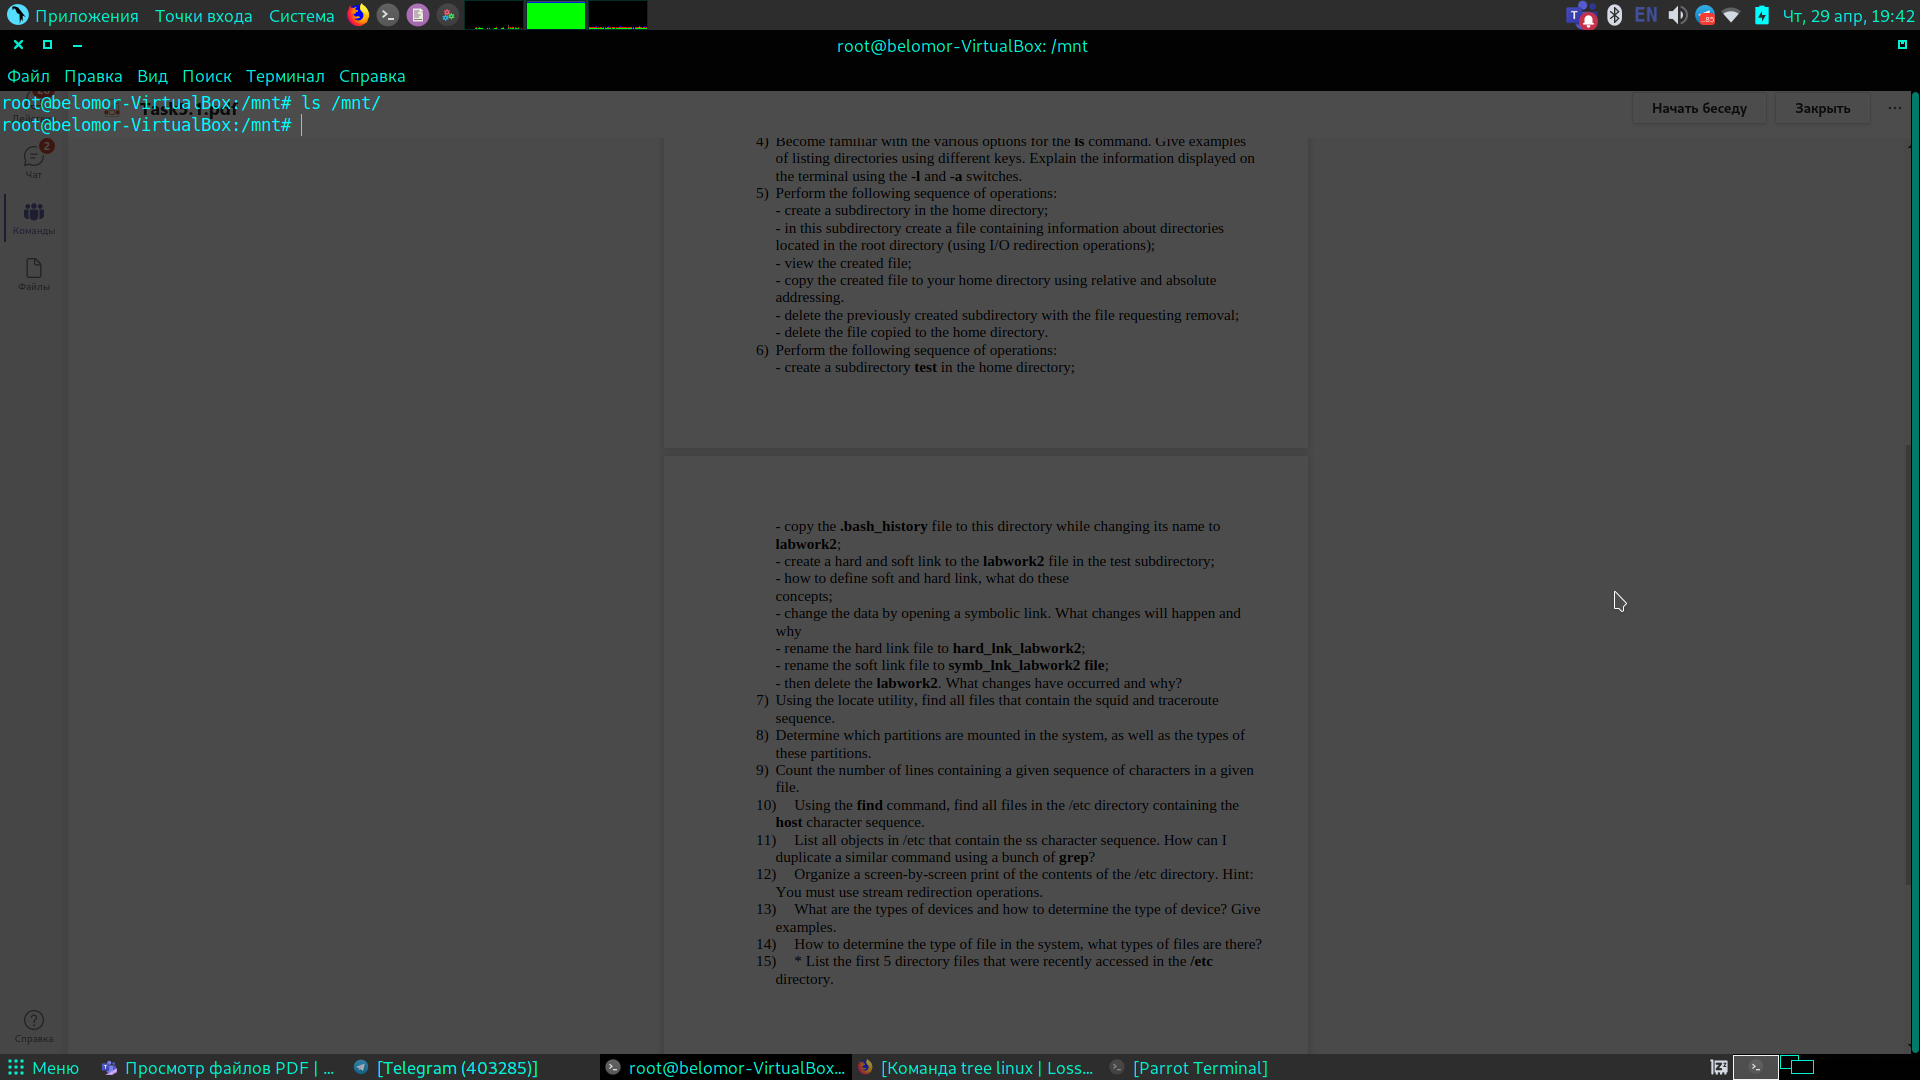 Приложения Точки входа Система EN Чт, 29 апр, 19:42
root@belomor-VirtualBox: /mnt
Файл Правка Вид Поиск Терминал Справка
root@belomor-VirtualBox:/mnt# ls /mnt/
root@belomor-VirtualBox:/mnt#
Task5.1.pdf
Начать беседу Закрыть ...
2
Чат
Команды
Файлы
4) Become familiar with the various options for the ls command. Give examples
of listing directories using different keys. Explain the information displayed on
the terminal using the -l and -a switches.
5) Perform the following sequence of operations:
- create a subdirectory in the home directory;
- in this subdirectory create a file containing information about directories
located in the root directory (using I/O redirection operations);
- view the created file;
- copy the created file to your home directory using relative and absolute
addressing.
- delete the previously created subdirectory with the file requesting removal;
- delete the file copied to the home directory.
6) Perform the following sequence of operations:
- create a subdirectory test in the home directory;
- copy the .bash_history file to this directory while changing its name to
labwork2;
- create a hard and soft link to the labwork2 file in the test subdirectory;
- how to define soft and hard link, what do these
concepts;
- change the data by opening a symbolic link. What changes will happen and
why
- rename the hard link file to hard_lnk_labwork2;
- rename the soft link file to symb_lnk_labwork2 file;
- then delete the labwork2. What changes have occurred and why?
7) Using the locate utility, find all files that contain the squid and traceroute
sequence.
8) Determine which partitions are mounted in the system, as well as the types of
these partitions.
9) Count the number of lines containing a given sequence of characters in a given
file.
10) Using the find command, find all files in the /etc directory containing the
host character sequence.
11) List all objects in /etc that contain the ss character sequence. How can I
duplicate a similar command using a bunch of grep?
12) Organize a screen-by-screen print of the contents of the /etc directory. Hint:
You must use stream redirection operations.
13) What are the types of devices and how to determine the type of device? Give
examples.
14) How to determine the type of file in the system, what types of files are there?
15) * List the first 5 directory files that were recently accessed in the /etc
directory.
Справка
Меню Просмотр файлов PDF | ... [Telegram (403285)] root@belomor-VirtualBox... [Команда tree linux | Loss... [Parrot Terminal]